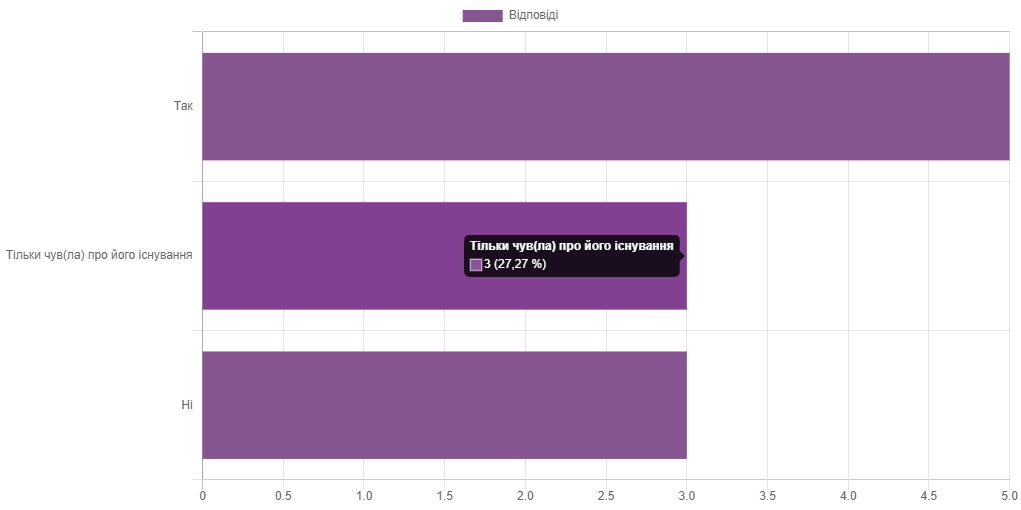 Відповіді
Так
Тільки чув(ла) про його існування
Тільки чув(ла) про його існування
3 (27,27 %)
Ні
0 0.5 1.0 1.5 2.0 2.5 3.0 3.5 4.0 4.5 5.0